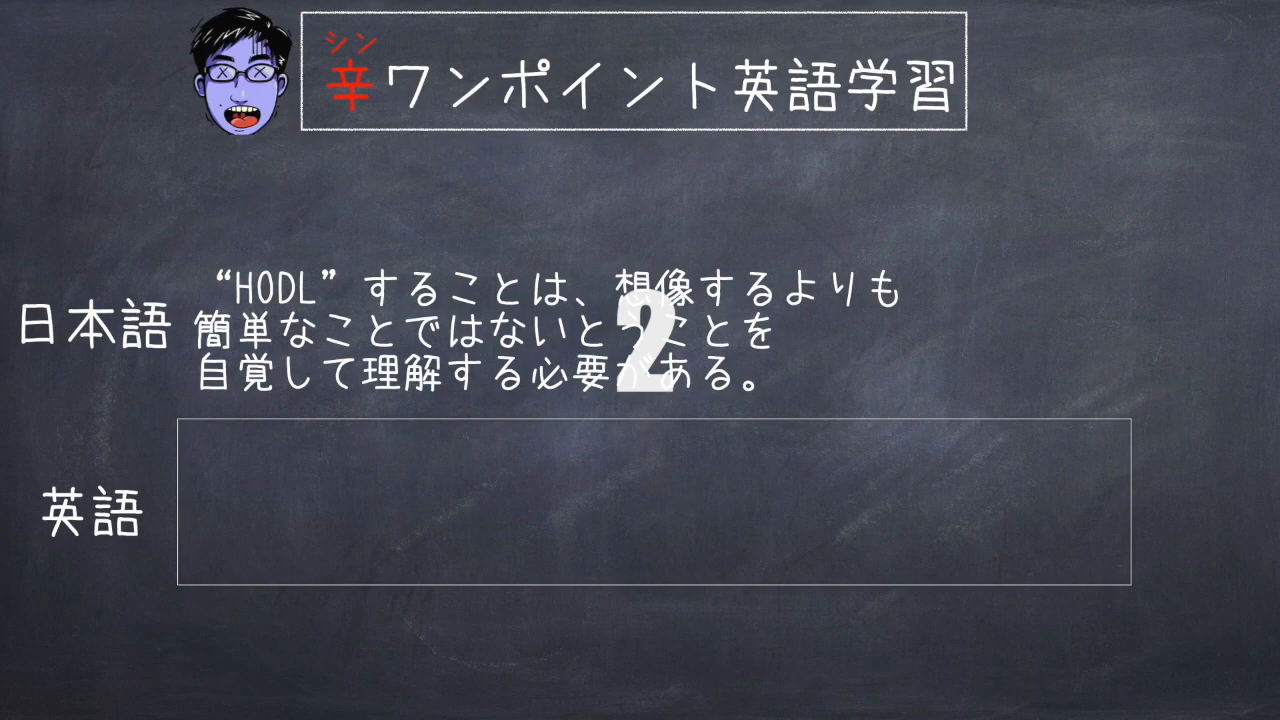 シン
辛ワンポイント英語学習
“HODL”することは、想像するよりも
日本語
簡単なことではないということを
自覚して理解する必要がある。
2
英語